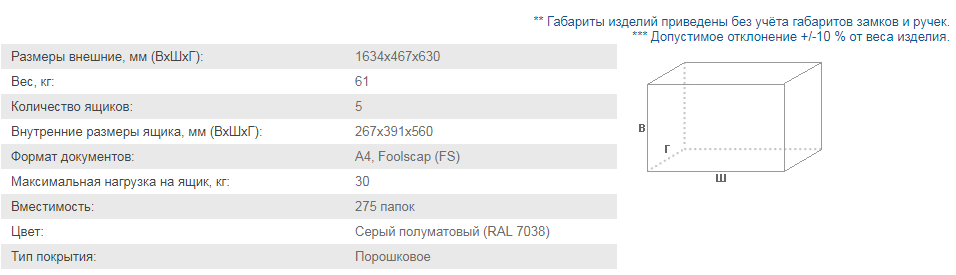 ** Габариты изделий приведены без учёта габаритов замков и ручек.
*** Допустимое отклонение +/-10 % от веса изделия.
Размеры внешние, мм (ВхШхГ): 1634x467x630
Вес, кг: 61
Количество ящиков: 5
Внутренние размеры ящика, мм (ВхШхГ): 267x391x560
Формат документов: A4, Foolscap (FS)
Максимальная нагрузка на ящик, кг: 30
Вместимость: 275 папок
Цвет: Серый полуматовый (RAL 7038)
Тип покрытия: Порошковое
В
Г
Ш